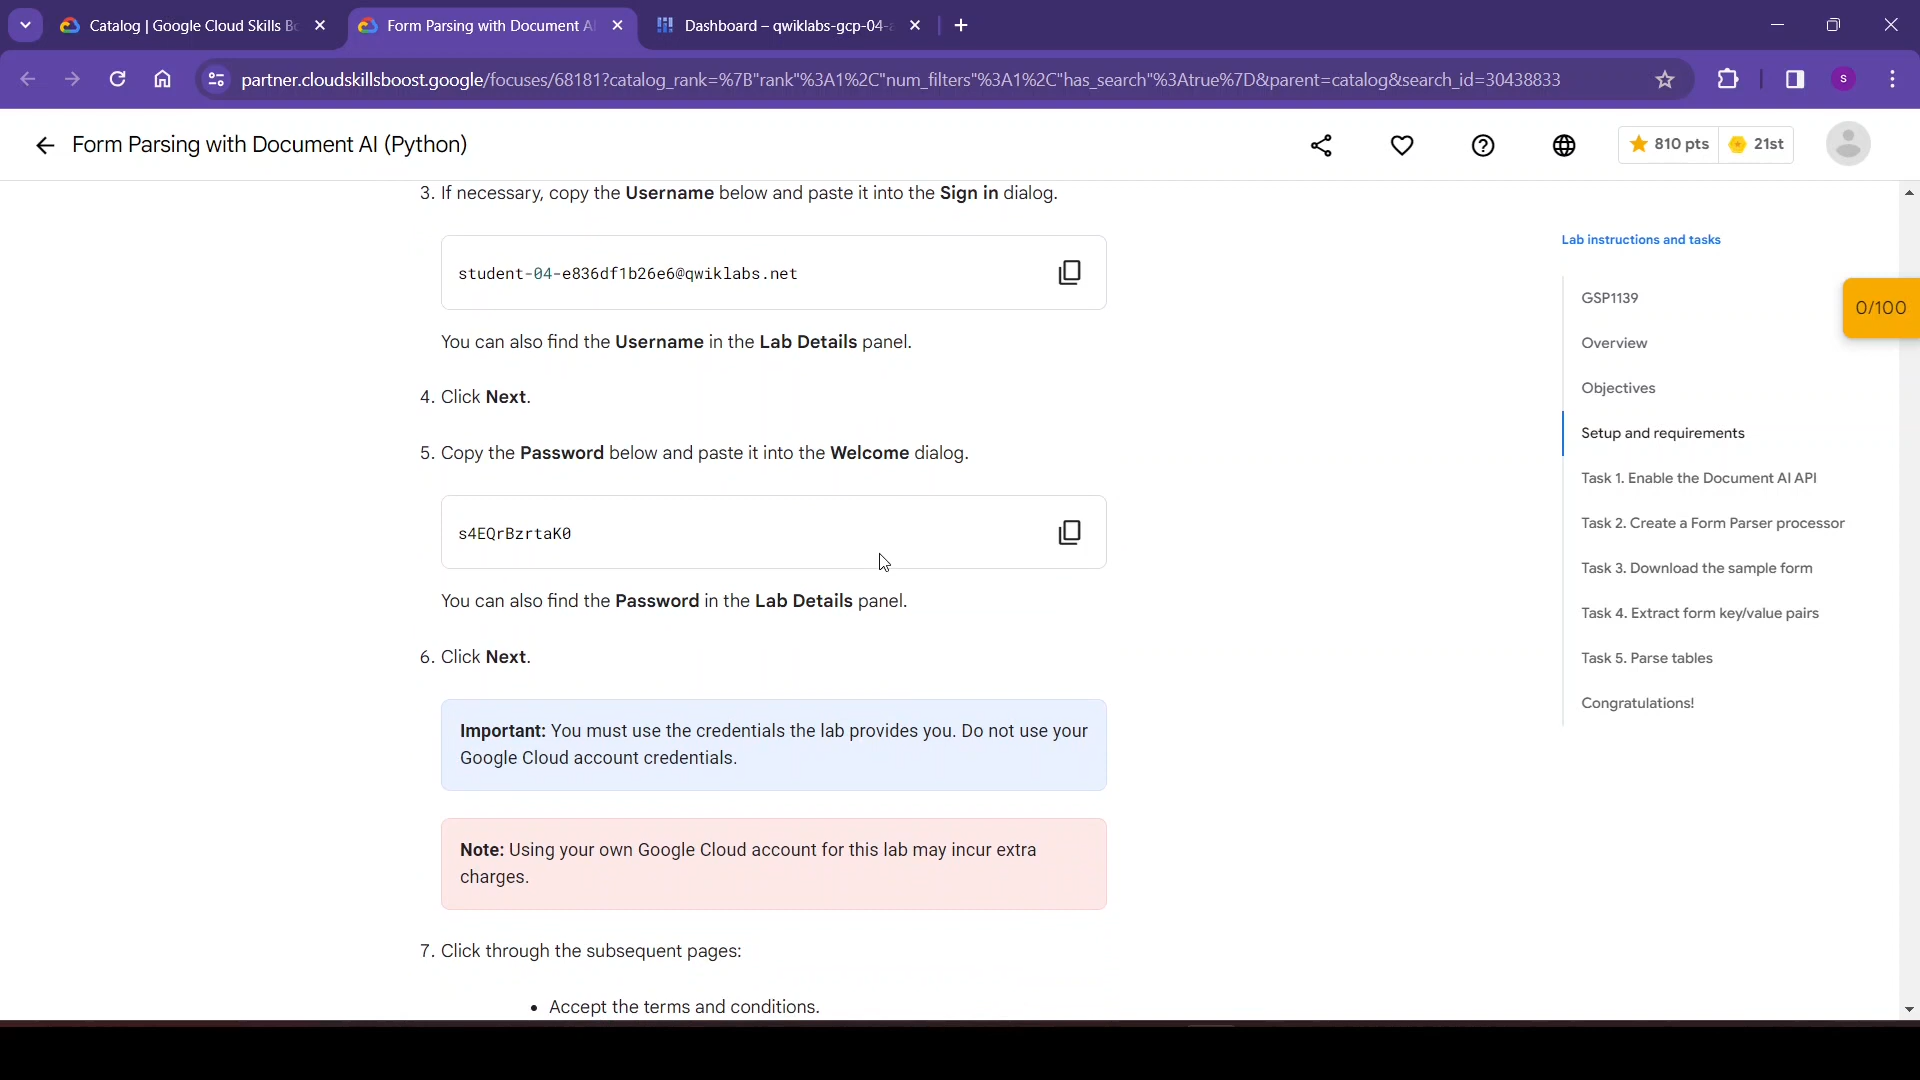 Catalog | Google Cloud Skills Bo
Form Parsing with Document AI
Dashboard – qwiklabs-gcp-04-
partner.cloudskillsboost.google/focuses/68181?catalog_rank=%7B"rank"%3A1%2C"num_filters"%3A1%2C"has_search"%3Atrue%7D&parent=catalog&search_id=30438833
S
Form Parsing with Document AI (Python)
810 pts
21st
3. If necessary, copy the Username below and paste it into the Sign in dialog.
student-04-e836df1b26e6@qwiklabs.net
You can also find the Username in the Lab Details panel.
4. Click Next.
5. Copy the Password below and paste it into the Welcome dialog.
s4EQrBzrtaK0
You can also find the Password in the Lab Details panel.
6. Click Next.
Important: You must use the credentials the lab provides you. Do not use your
Google Cloud account credentials.
Note: Using your own Google Cloud account for this lab may incur extra
charges.
7. Click through the subsequent pages:
• Accept the terms and conditions.
Lab instructions and tasks
GSP1139
0/100
Overview
Objectives
Setup and requirements
Task 1. Enable the Document AI API
Task 2. Create a Form Parser processor
Task 3. Download the sample form
Task 4. Extract form key/value pairs
Task 5. Parse tables
Congratulations!